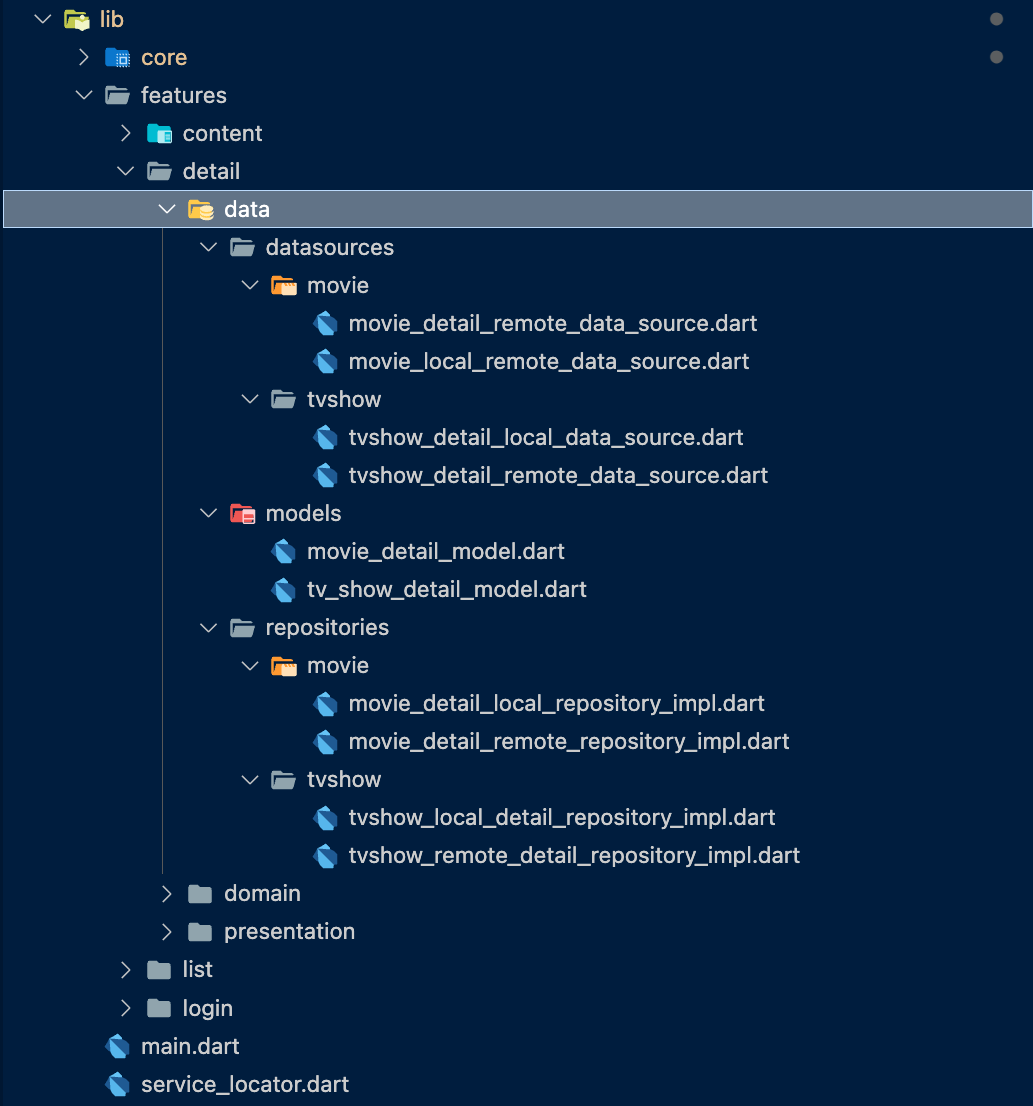 lib
core
features
content
detail
data
datasources
movie
movie_detail_remote_data_source.dart
movie_local_remote_data_source.dart
tvshow
tvshow_detail_local_data_source.dart
tvshow_detail_remote_data_source.dart
models
movie_detail_model.dart
tv_show_detail_model.dart
repositories
movie
movie_detail_local_repository_impl.dart
movie_detail_remote_repository_impl.dart
tvshow
tvshow_local_detail_repository_impl.dart
tvshow_remote_detail_repository_impl.dart
domain
presentation
list
login
main.dart
service_locator.dart